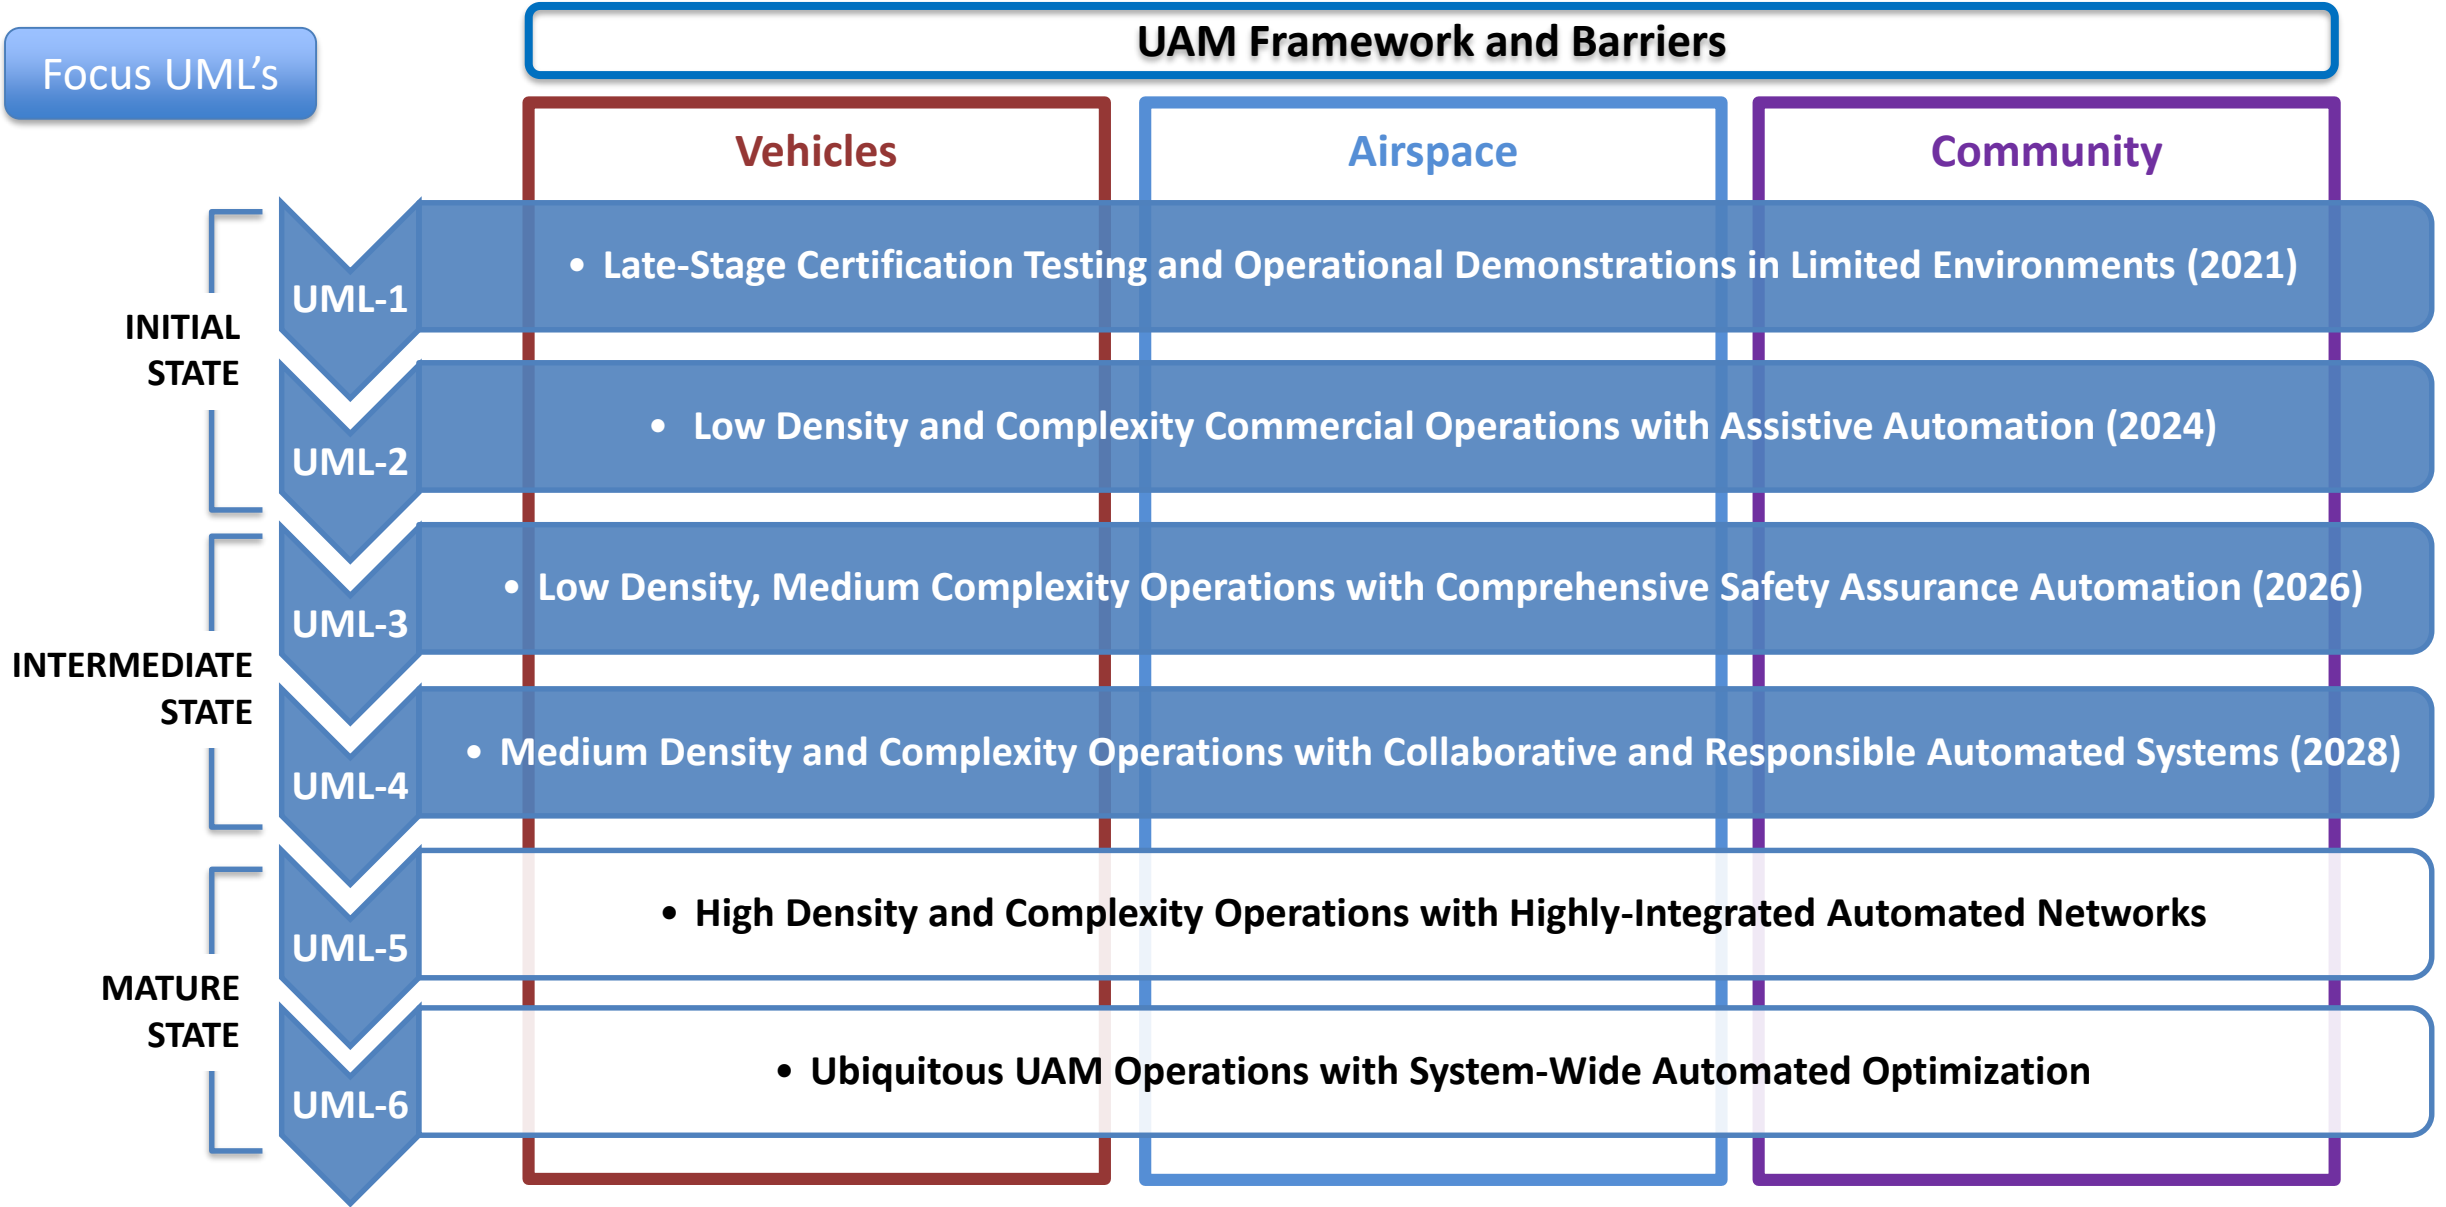 UAM Framework and Barriers
Focus UML’s
Vehicles
Airspace
Community
INITIAL
STATE
UML-1
• Late-Stage Certification Testing and Operational Demonstrations in Limited Environments (2021)
UML-2
• Low Density and Complexity Commercial Operations with Assistive Automation (2024)
INTERMEDIATE
STATE
UML-3
• Low Density, Medium Complexity Operations with Comprehensive Safety Assurance Automation (2026)
UML-4
• Medium Density and Complexity Operations with Collaborative and Responsible Automated Systems (2028)
MATURE
STATE
UML-5
• High Density and Complexity Operations with Highly-Integrated Automated Networks
UML-6
• Ubiquitous UAM Operations with System-Wide Automated Optimization